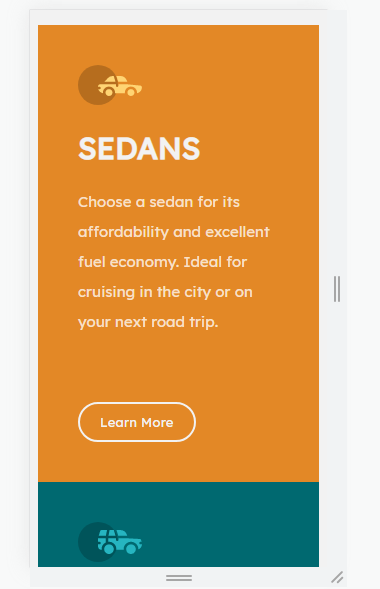 SEDANS
Choose a sedan for its
affordability and excellent
fuel economy. Ideal for
cruising in the city or on
your next road trip.
Learn More